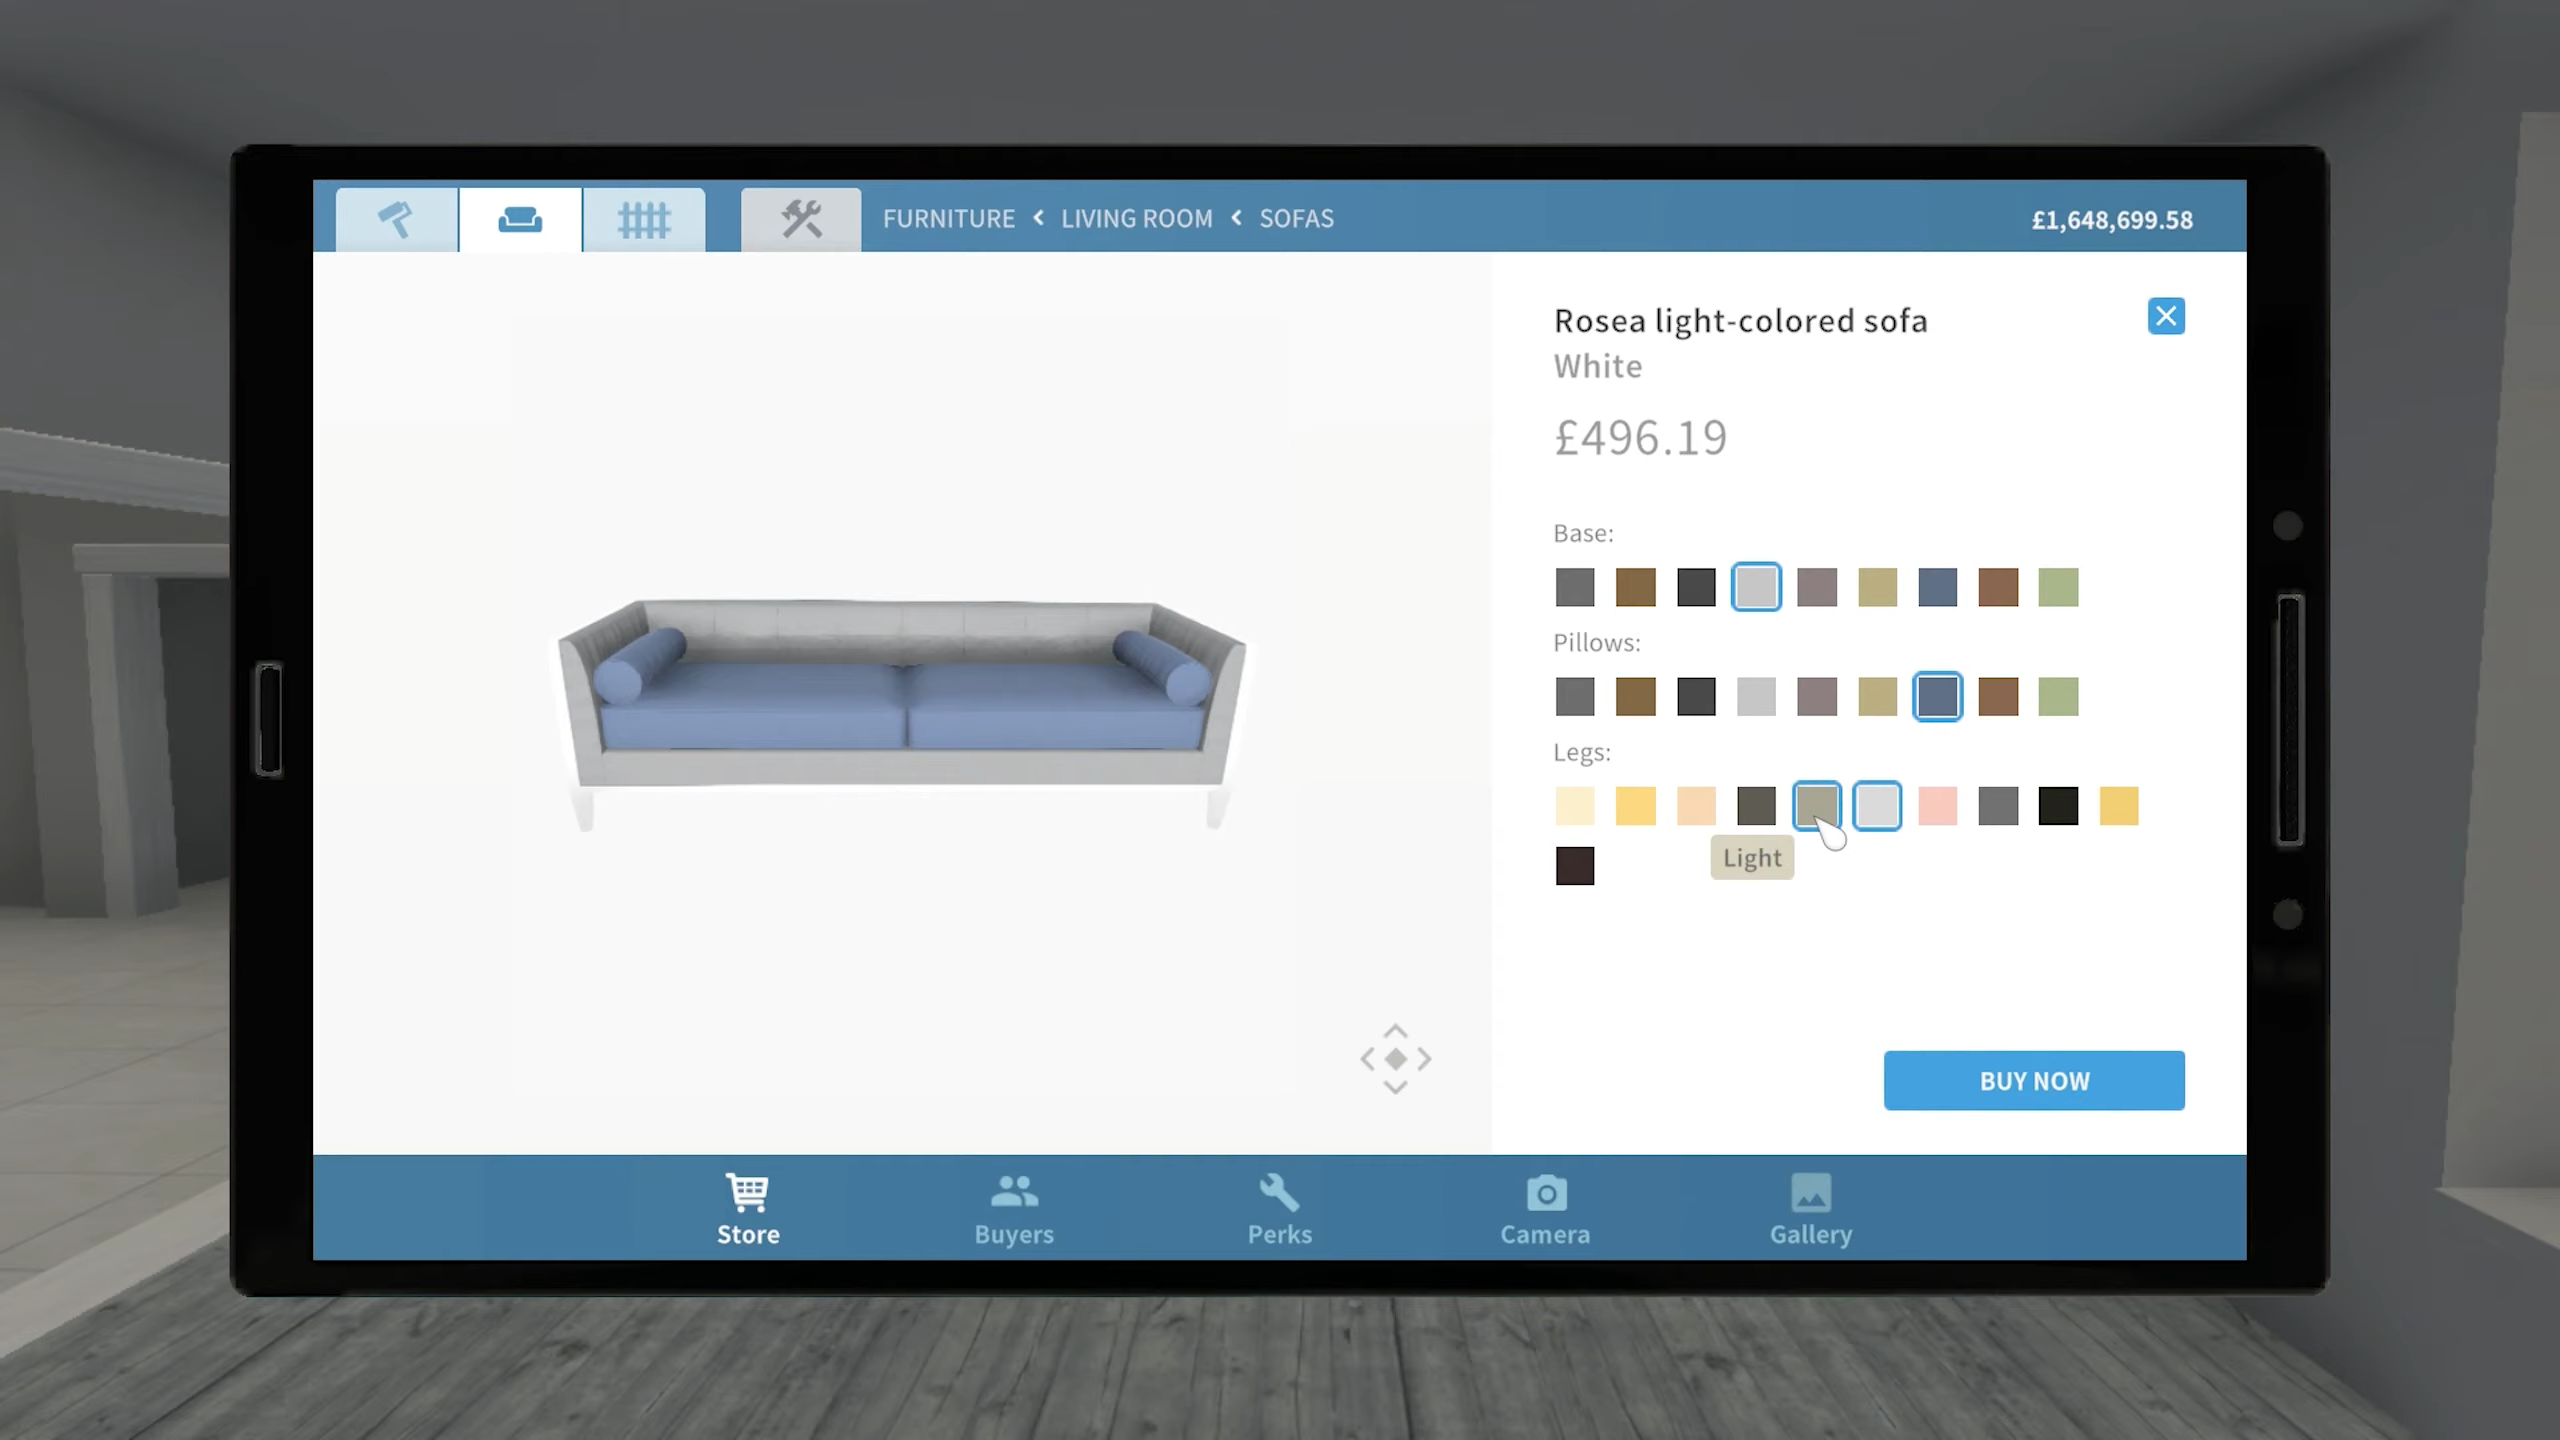 FURNITURE < LIVING ROOM < SOFAS
£1,648,699.58
Rosea light-colored sofa
White
£496.19
Base:
Pillows:
Legs:
Light
BUY NOW
Store
Buyers
Perks
Camera
Gallery